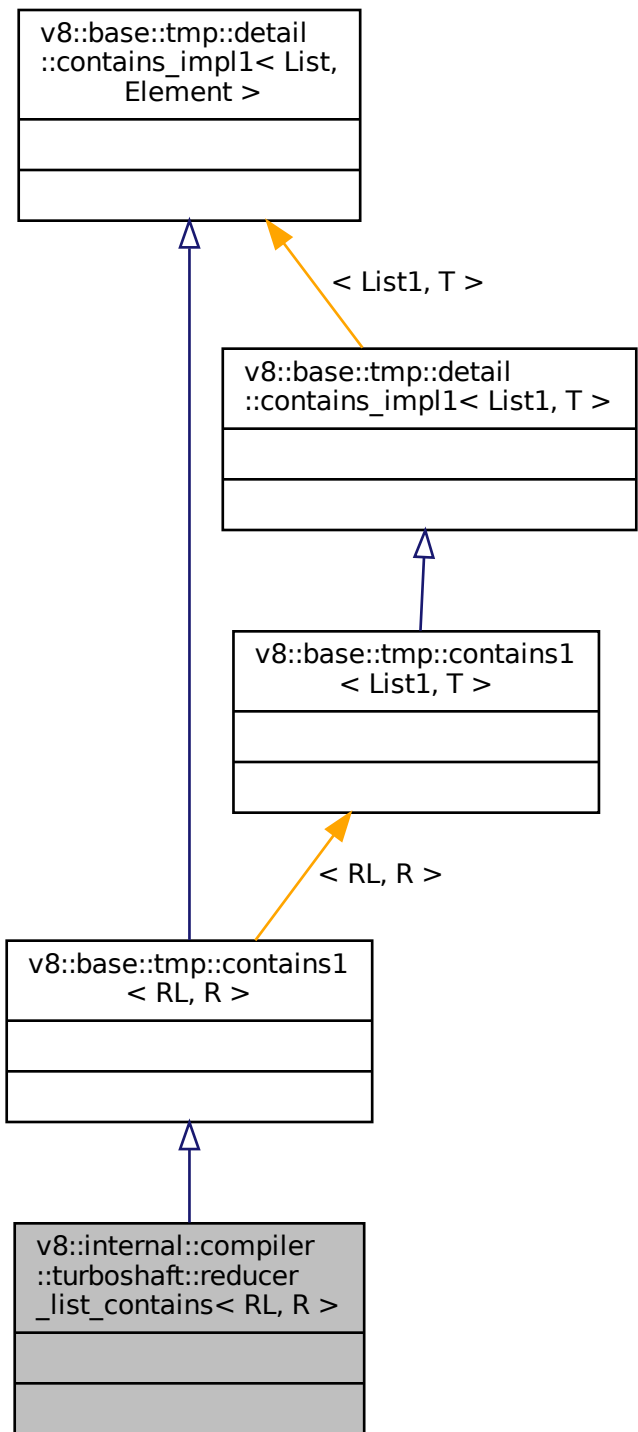 v8::base::tmp::detail
::contains_impl1< List,
Element >
< List1, T >
v8::base::tmp::detail
::contains_impl1< List1, T >
v8::base::tmp::contains1
< List1, T >
< RL, R >
v8::base::tmp::contains1
< RL, R >
v8::internal::compiler
::turboshaft::reducer
_list_contains< RL, R >